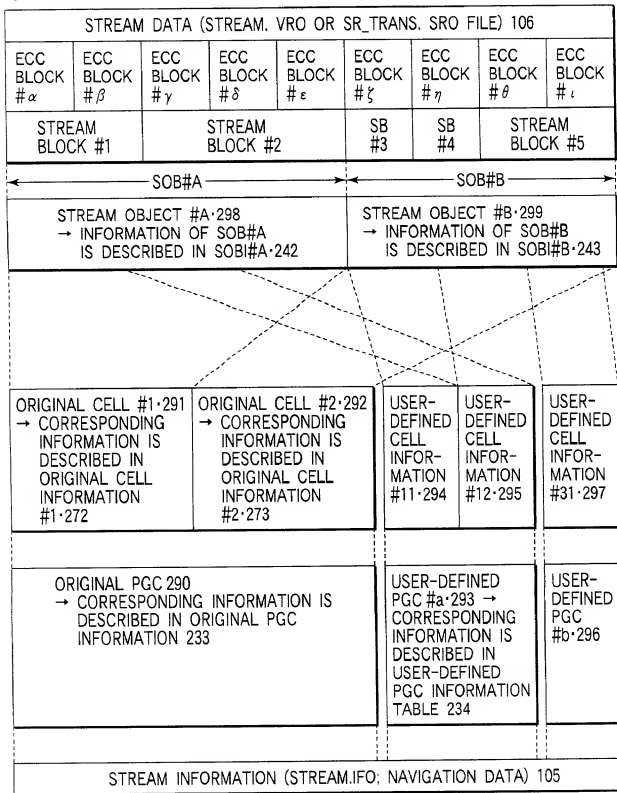 STREAM DATA (STREAM. VRO OR SR_TRANS. SRO FILE) 106
ECC BLOCK #α
ECC BLOCK #β
ECC BLOCK #γ
ECC BLOCK #δ
ECC BLOCK #ε
ECC BLOCK #ζ
ECC BLOCK #η
ECC BLOCK #θ
ECC BLOCK #ι
STREAM
BLOCK #1
STREAM
BLOCK #2
SB
#3
SB
#4
STREAM
BLOCK #5
SOB#A
SOB#B
STREAM OBJECT #A·298
→ INFORMATION OF SOB#A
IS DESCRIBED IN SOBI#A·242
STREAM OBJECT #B·299
→ INFORMATION OF SOB#B
IS DESCRIBED IN SOBI#B·243
ORIGINAL CELL #1·291
→ CORRESPONDING
INFORMATION IS
DESCRIBED IN
ORIGINAL CELL
INFORMATION
#1·272
ORIGINAL CELL #2·292
→ CORRESPONDING
INFORMATION IS
DESCRIBED IN
ORIGINAL CELL
INFORMATION
#2·273
USER-
DEFINED
CELL
INFOR-
MATION
#11·294
USER-
DEFINED
CELL
INFOR-
MATION
#12·295
USER-
DEFINED
CELL
INFOR-
MATION
#31·297
ORIGINAL PGC 290
→ CORRESPONDING INFORMATION IS
DESCRIBED IN ORIGINAL PGC
INFORMATION 233
USER-DEFINED
PGC #a·293 →
CORRESPONDING
INFORMATION IS
DESCRIBED IN
USER-DEFINED
PGC INFORMATION
TABLE 234
USER-
DEFINED
PGC
#b·296
STREAM INFORMATION (STREAM.IFO; NAVIGATION DATA) 105